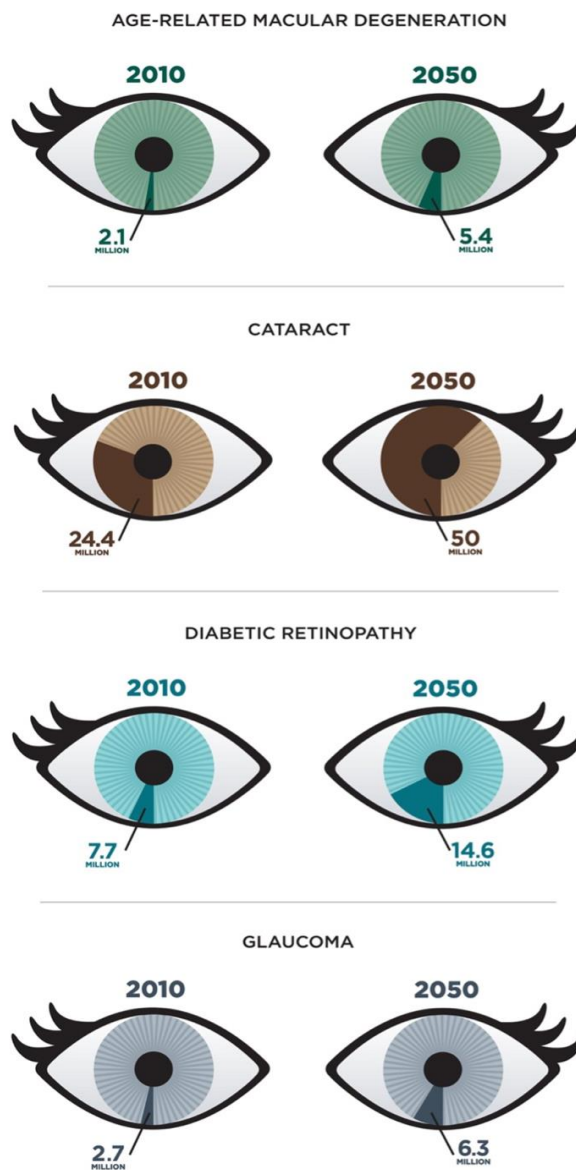 AGE-RELATED MACULAR DEGENERATION
2010 2050
2.1 5.4
MILLION MILLION
CATARACT
2010 2050
24.4 50
MILLION MILLION
DIABETIC RETINOPATHY
2010 2050
7.7 14.6
MILLION MILLION
GLAUCOMA
2010 2050
2.7 6.3
MILLION MILLION